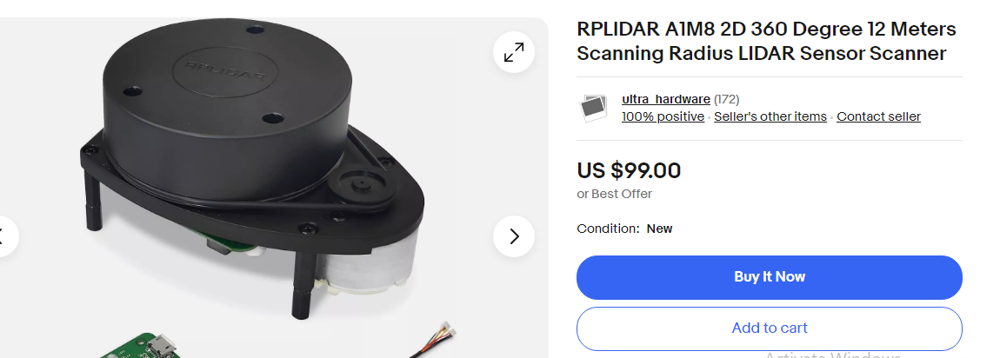 RPLIDAR
RPLIDAR A1M8 2D 360 Degree 12 Meters
Scanning Radius LIDAR Sensor Scanner
ultra_hardware (172)
100% positive · Seller's other items · Contact seller
US $99.00
or Best Offer
Condition: New
Buy It Now
Add to cart
Activate Windows